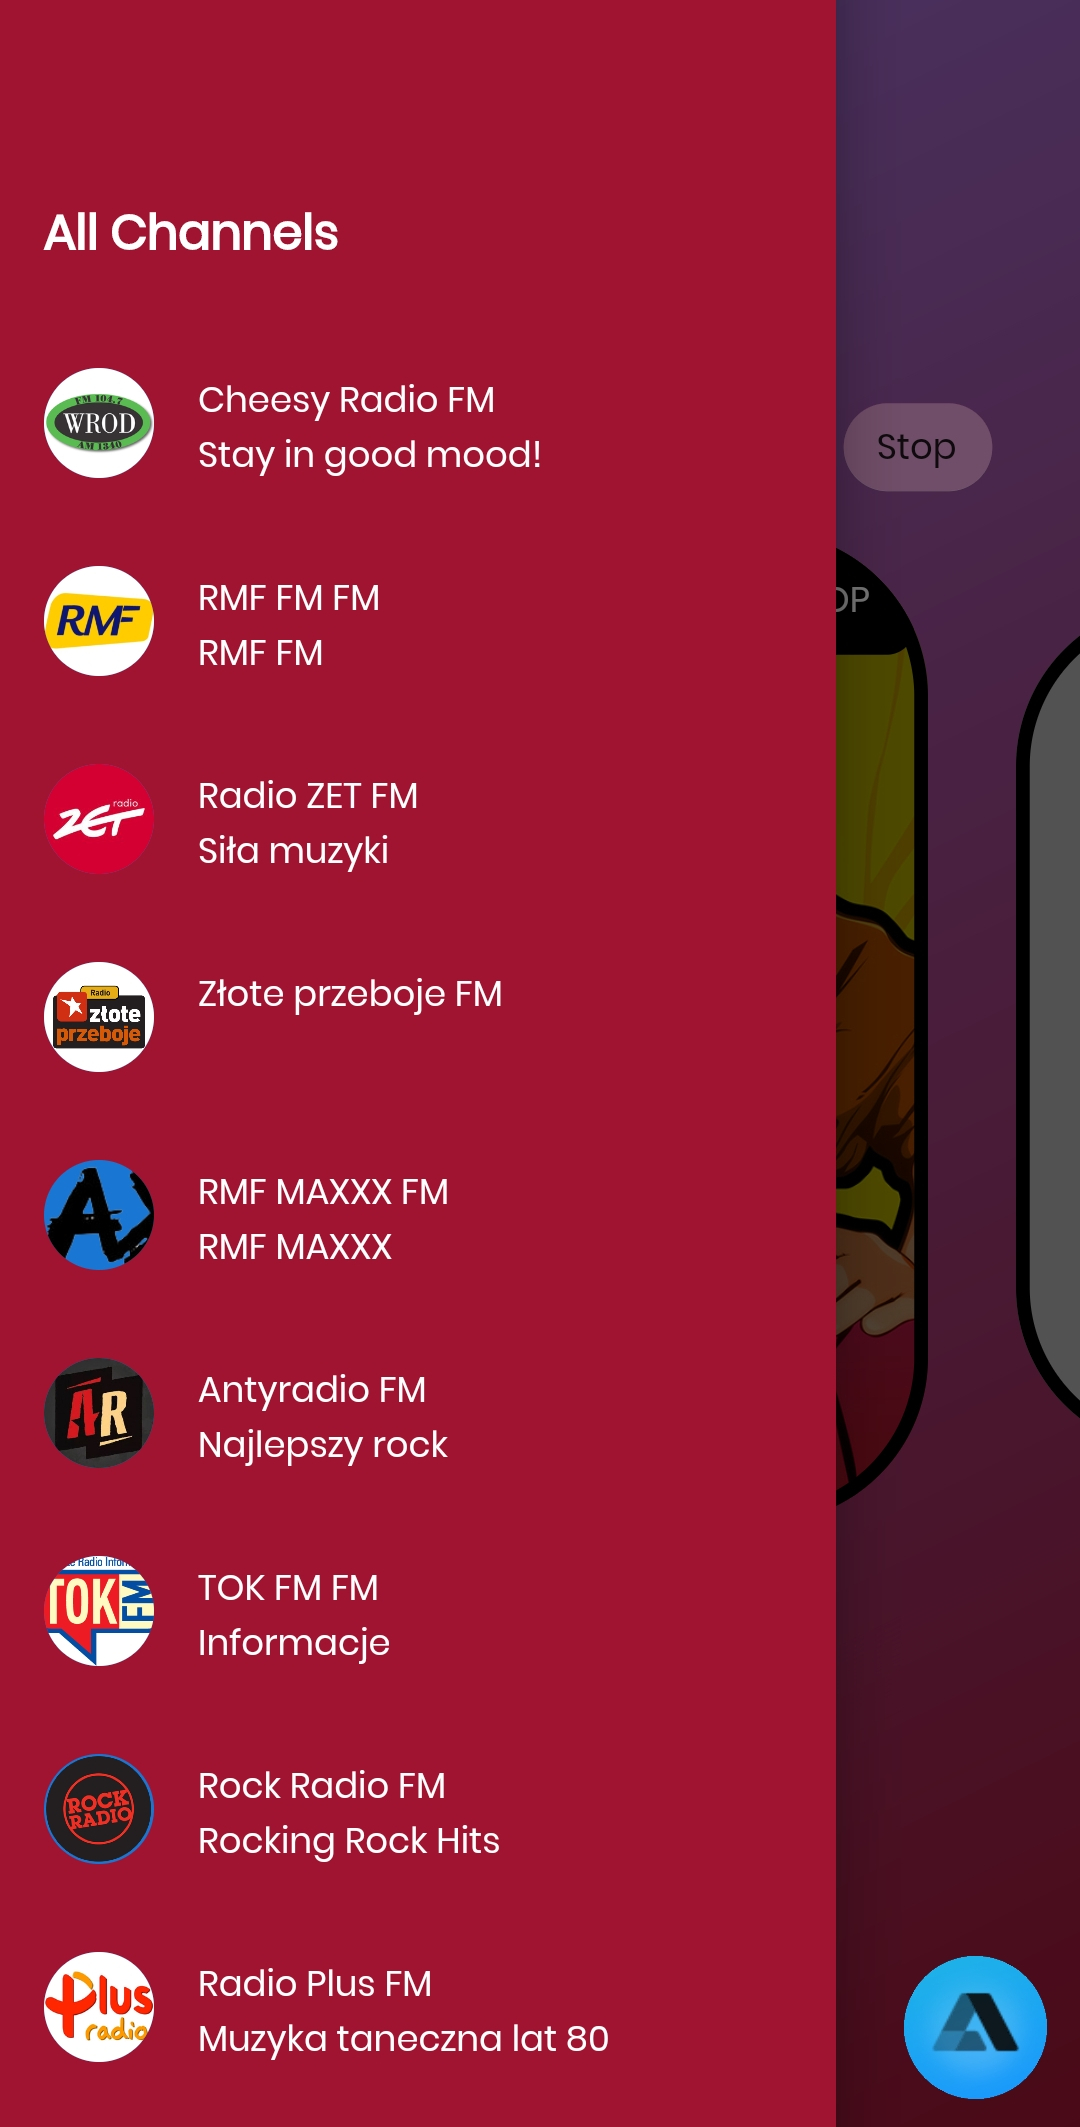 All Channels
FM 104.7
WROD
AM 1340
Cheesy Radio FM
Stay in good mood!
Stop
RMF
RMF FM FM
RMF FM
OP
radio
ZET
Radio ZET FM
Siła muzyki
Radio
złote
przeboje
Złote przeboje FM
RMF MAXXX FM
RMF MAXXX
AR
Antyradio FM
Najlepszy rock
Radio
TOK FM
TOK FM FM
Informacje
ROCK
RADIO
Rock Radio FM
Rocking Rock Hits
Plus
radio
Radio Plus FM
Muzyka taneczna lat 80